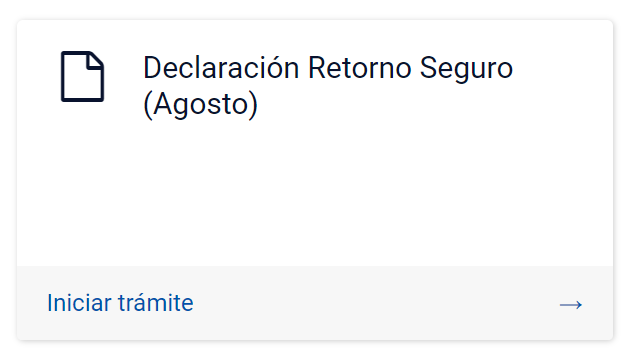 Declaración Retorno Seguro
(Agosto)
Iniciar trámite →